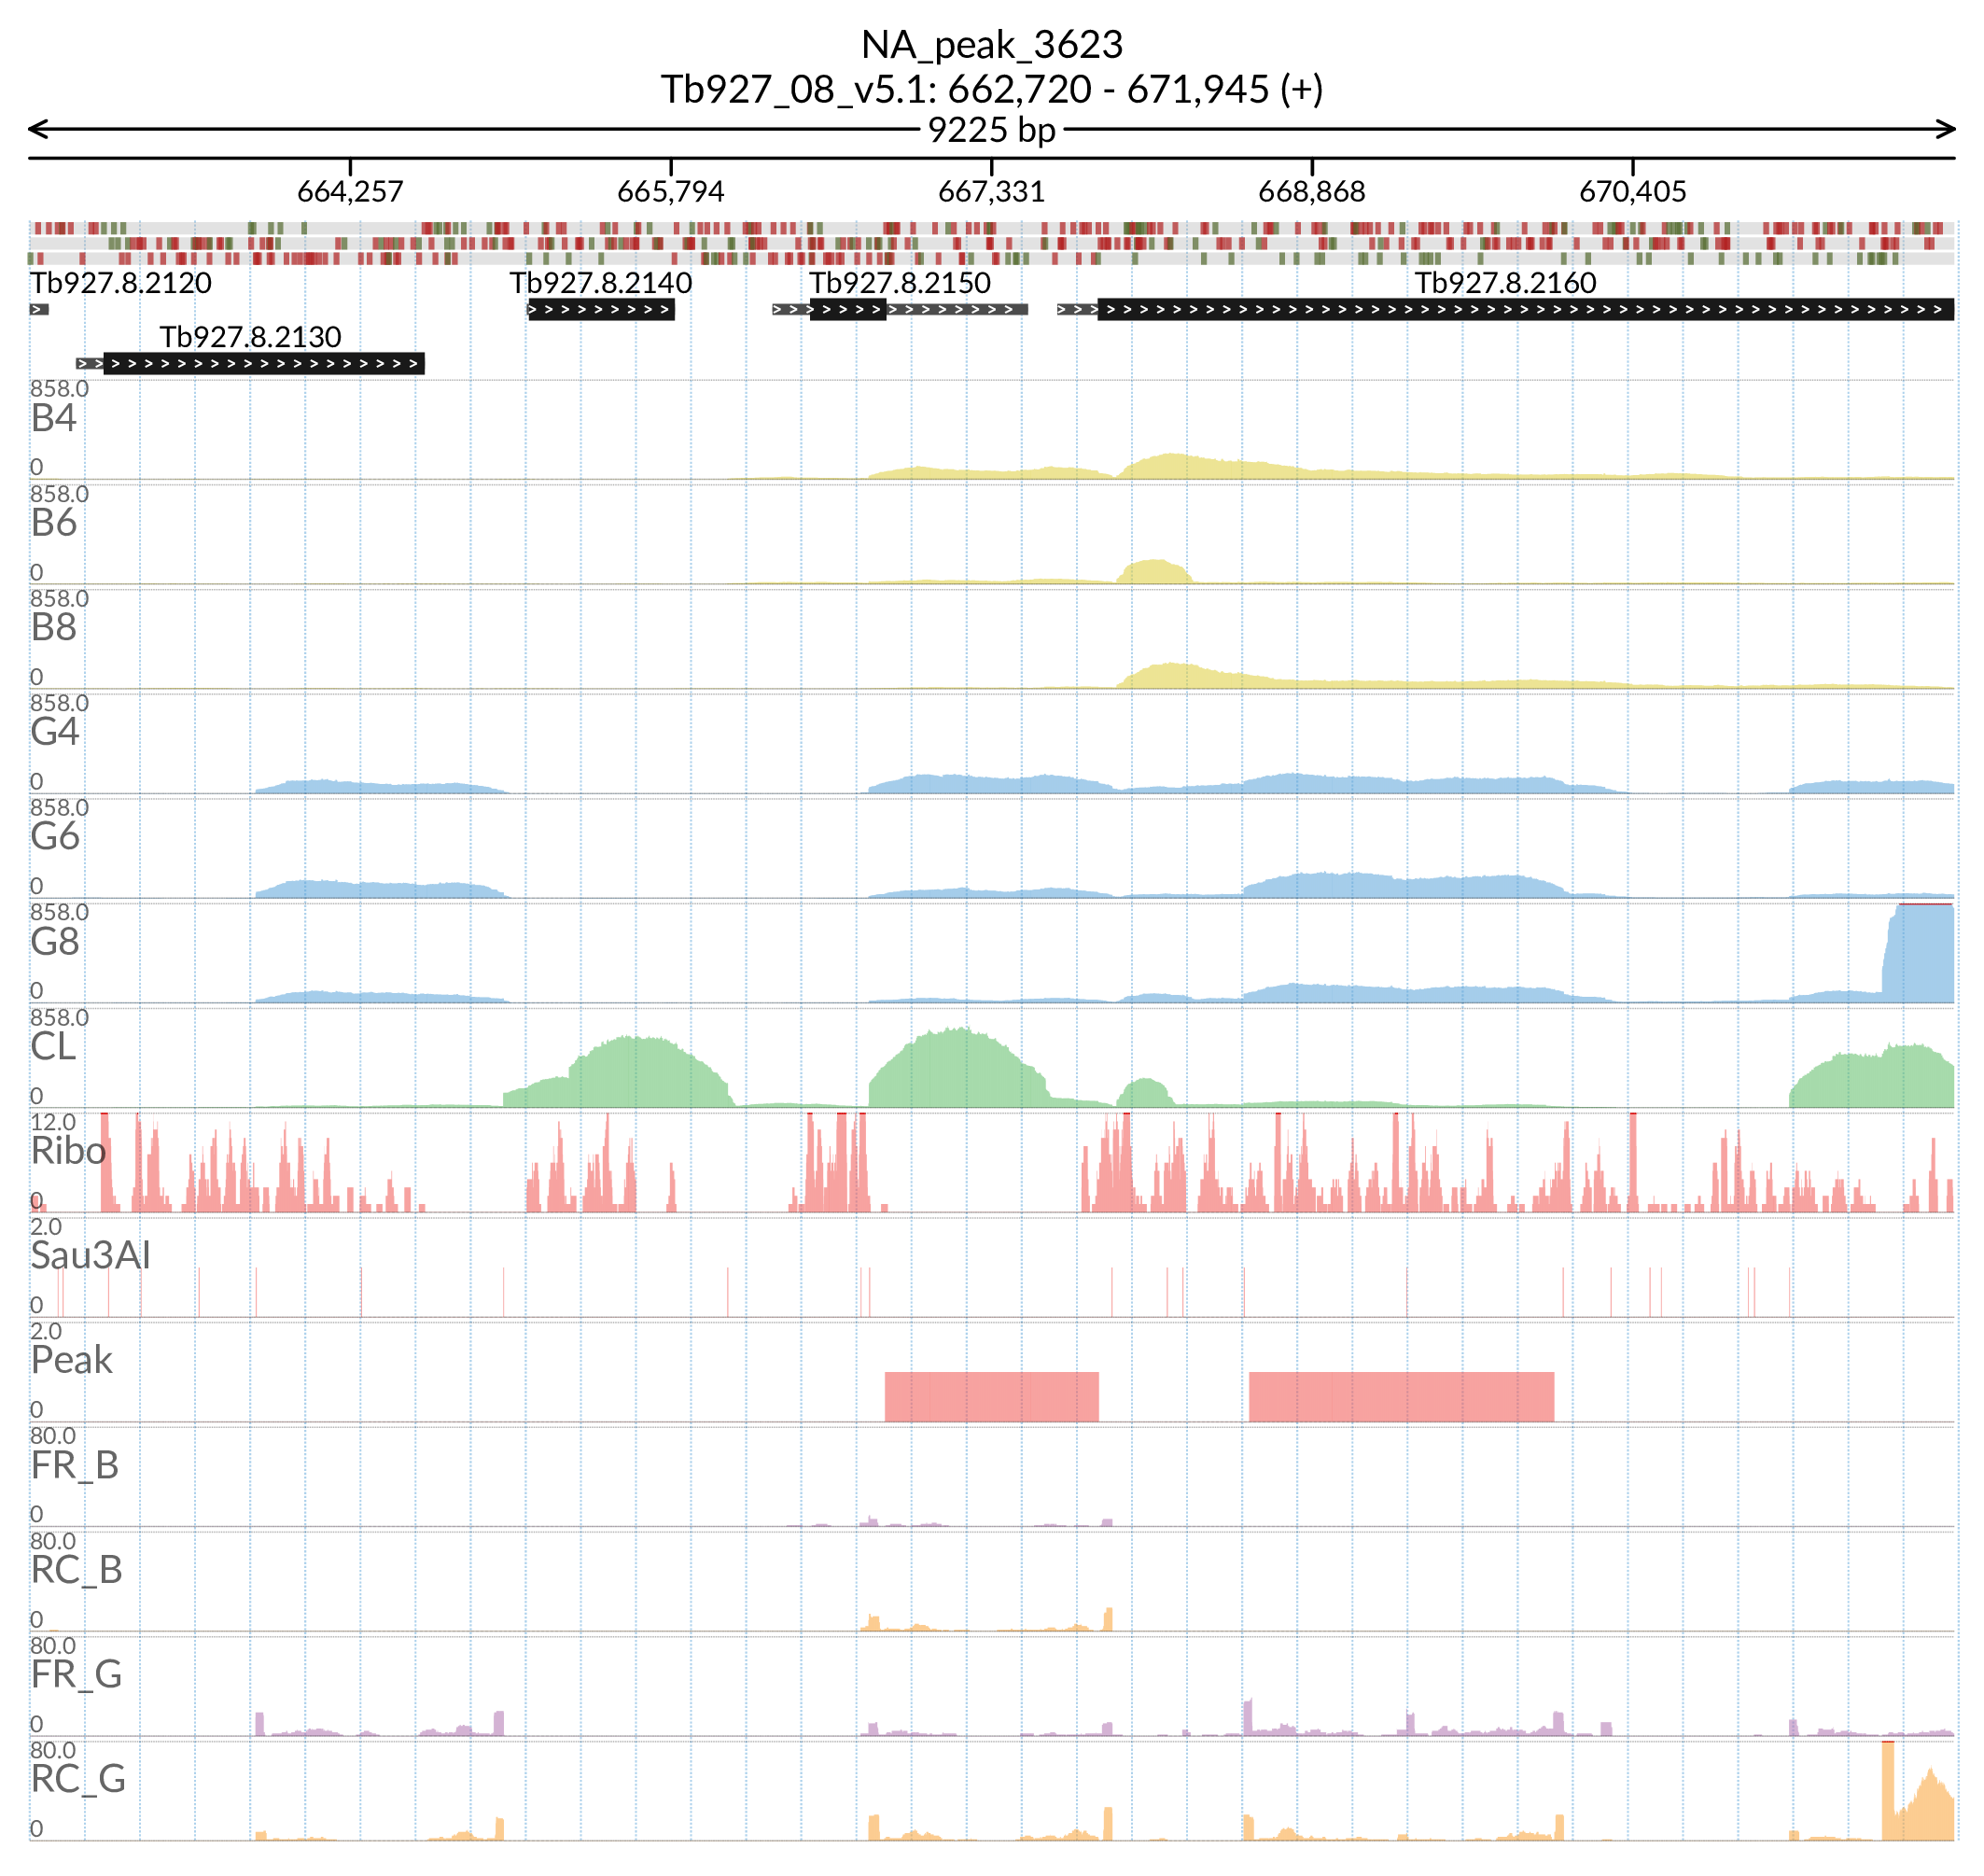 NA_peak_3623
Tb927_08_v5.1: 662,720 - 671,945 (+)
9225 bp
664,257 665,794 667,331 668,868 670,405
Tb927.8.2120 Tb927.8.2140 Tb927.8.2150 Tb927.8.2160
Tb927.8.2130
858.0
B4
0
858.0
B6
0
858.0
B8
0
858.0
G4
0
858.0
G6
0
858.0
G8
0
858.0
CL
0
12.0
Ribo
0
2.0
Sau3AI
0
2.0
Peak
0
80.0
FR_B
0
80.0
RC_B
0
80.0
FR_G
0
80.0
RC_G
0